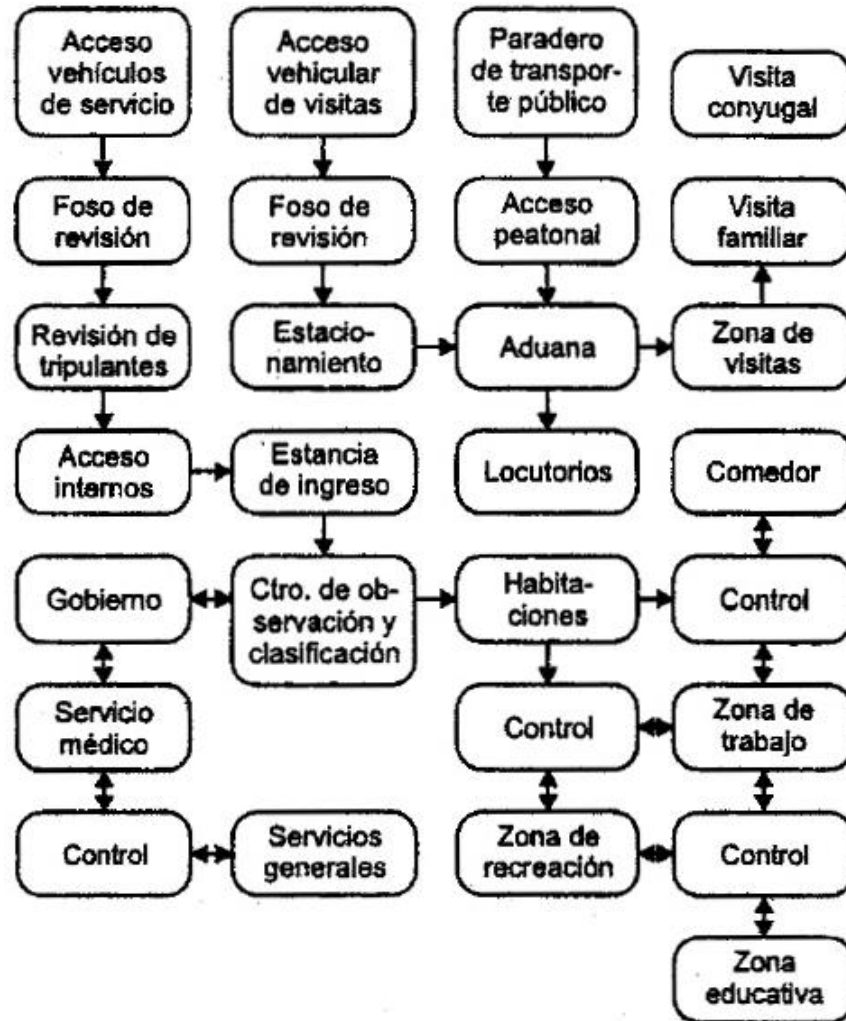 Acceso
vehículos
de servicio
Acceso
vehicular
de visitas
Paradero
de transpor-
te público
Visita
conyugal
Foso de
revisión
Foso de
revisión
Acceso
peatonal
Visita
familiar
Revisión de
tripulantes
Estacio-
namiento
Aduana
Zona de
visitas
Acceso
internos
Estancia
de ingreso
Locutorios
Comedor
Gobierno
Ctro. de ob-
servación y
clasificación
Habita-
ciones
Control
Servicio
médico
Control
Zona de
trabajo
Control
Servicios
generales
Zona de
recreación
Control
Zona
educativa